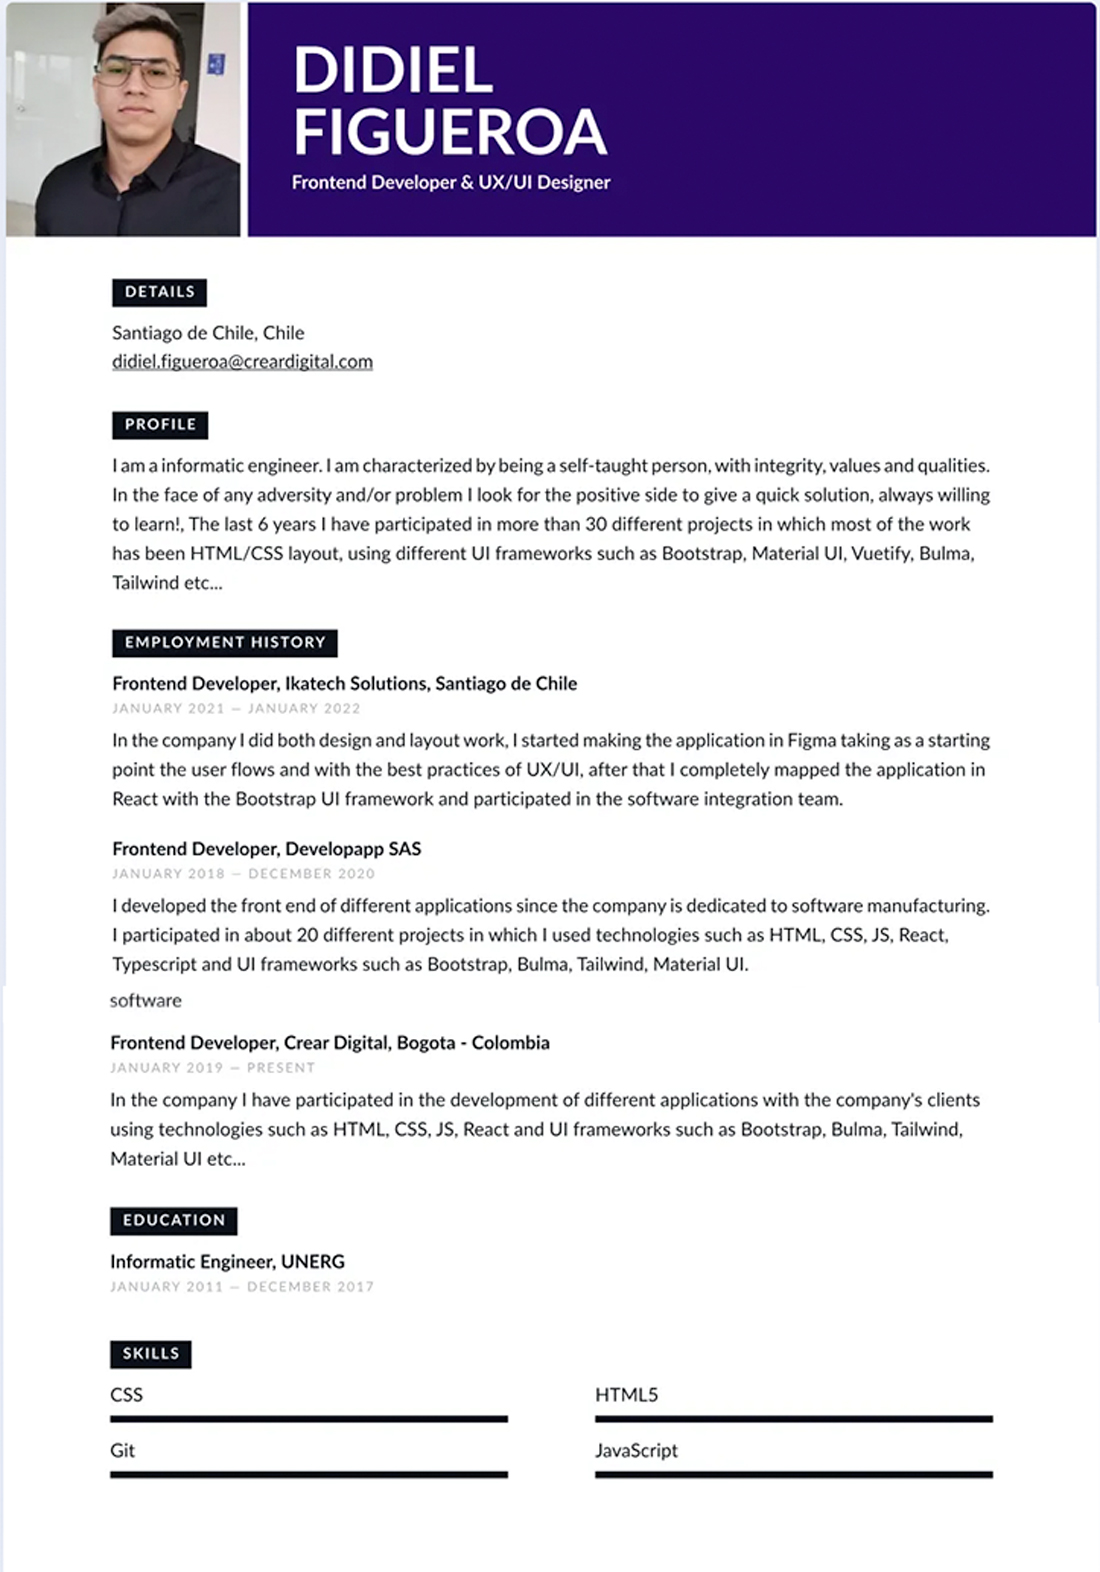 DIDIEL
FIGUEROA
Frontend Developer & UX/UI Designer
DETAILS
Santiago de Chile, Chile
didiel.figueroa@creardigital.com
PROFILE
I am a informatic engineer. I am characterized by being a self-taught person, with integrity, values and qualities.
In the face of any adversity and/or problem I look for the positive side to give a quick solution, always willing
to learn!, The last 6 years I have participated in more than 30 different projects in which most of the work
has been HTML/CSS layout, using different UI frameworks such as Bootstrap, Material UI, Vuetify, Bulma,
Tailwind etc...
EMPLOYMENT HISTORY
Frontend Developer, Ikatech Solutions, Santiago de Chile
JANUARY 2021 — JANUARY 2022
In the company I did both design and layout work, I started making the application in Figma taking as a starting
point the user flows and with the best practices of UX/UI, after that I completely mapped the application in
React with the Bootstrap UI framework and participated in the software integration team.
Frontend Developer, Developapp SAS
JANUARY 2018 — DECEMBER 2020
I developed the front end of different applications since the company is dedicated to software manufacturing.
I participated in about 20 different projects in which I used technologies such as HTML, CSS, JS, React,
Typescript and UI frameworks such as Bootstrap, Bulma, Tailwind, Material UI.
software
Frontend Developer, Crear Digital, Bogota - Colombia
JANUARY 2019 — PRESENT
In the company I have participated in the development of different applications with the company's clients
using technologies such as HTML, CSS, JS, React and UI frameworks such as Bootstrap, Bulma, Tailwind,
Material UI etc...
EDUCATION
Informatic Engineer, UNERG
JANUARY 2011 — DECEMBER 2017
SKILLS
CSS
HTML5
Git
JavaScript